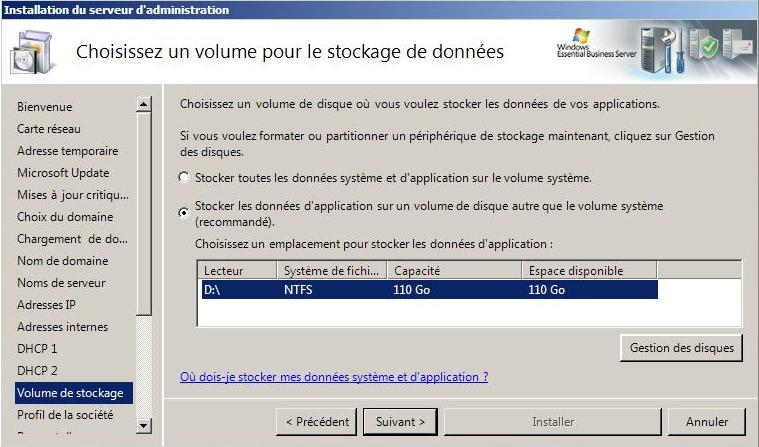 Installation du serveur d'administration
Choisissez un volume pour le stockage de données
Windows
Essential Business Server
Bienvenue
Carte réseau
Adresse temporaire
Microsoft Update
Mises à jour critiqu...
Choix du domaine
Chargement de do...
Nom de domaine
Noms de serveur
Adresses IP
Adresses internes
DHCP 1
DHCP 2
Volume de stockage
Profil de la société
Choisissez un volume de disque où vous voulez stocker les données de vos applications.
Si vous voulez formater ou partitionner un périphérique de stockage maintenant, cliquez sur Gestion
des disques.
Stocker toutes les données système et d'application sur le volume système.
Stocker les données d'application sur un volume de disque autre que le volume système
(recommandé).
Choisissez un emplacement pour stocker les données d'application :
Lecteur Système de fichi... Capacité Espace disponible
D:\ NTFS 110 Go 110 Go
Gestion des disques
Où dois-je stocker mes données système et d'application ?
< Précédent Suivant > Installer Annuler